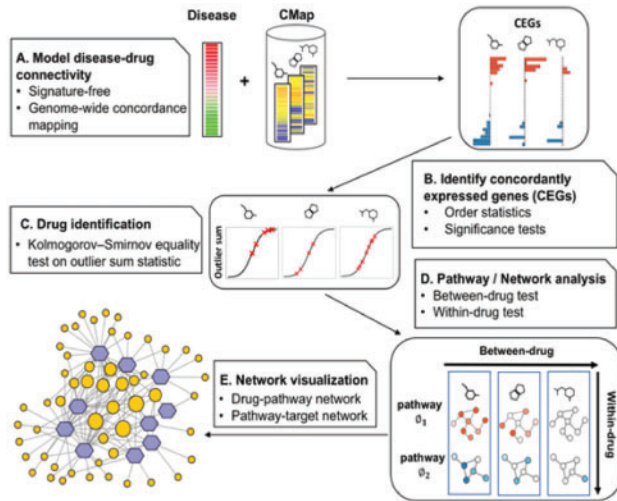 Disease
CMap
CEGs
A. Model disease-drug
connectivity
• Signature-free
• Genome-wide concordance
mapping
+
B. Identify concordantly
expressed genes (CEGs)
• Order statistics
• Significance tests
C. Drug identification
• Kolmogorov–Smirnov equality
test on outlier sum statistic
Outlier sum
D. Pathway / Network analysis
• Between-drug test
• Within-drug test
E. Network visualization
• Drug-pathway network
• Pathway-target network
Between-drug
Within-drug
pathway
∅₁
pathway
∅₂